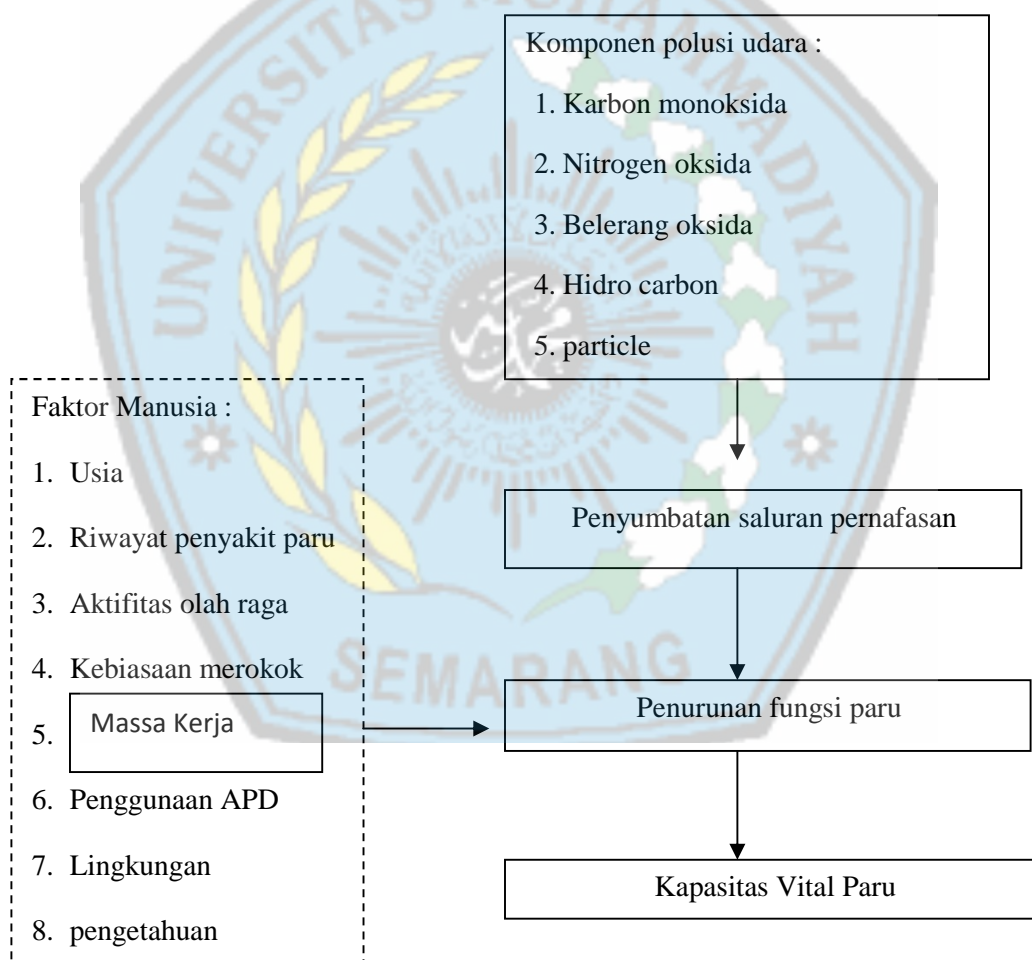 UNIVERSITAS MUHAMMADIYAH
SEMARANG
Komponen polusi udara :
1. Karbon monoksida
2. Nitrogen oksida
3. Belerang oksida
4. Hidro carbon
5. particle
Faktor Manusia :
1. Usia
2. Riwayat penyakit paru
3. Aktifitas olah raga
4. Kebiasaan merokok
5. Massa Kerja
6. Penggunaan APD
7. Lingkungan
8. pengetahuan
Penyumbatan saluran pernafasan
Penurunan fungsi paru
Kapasitas Vital Paru